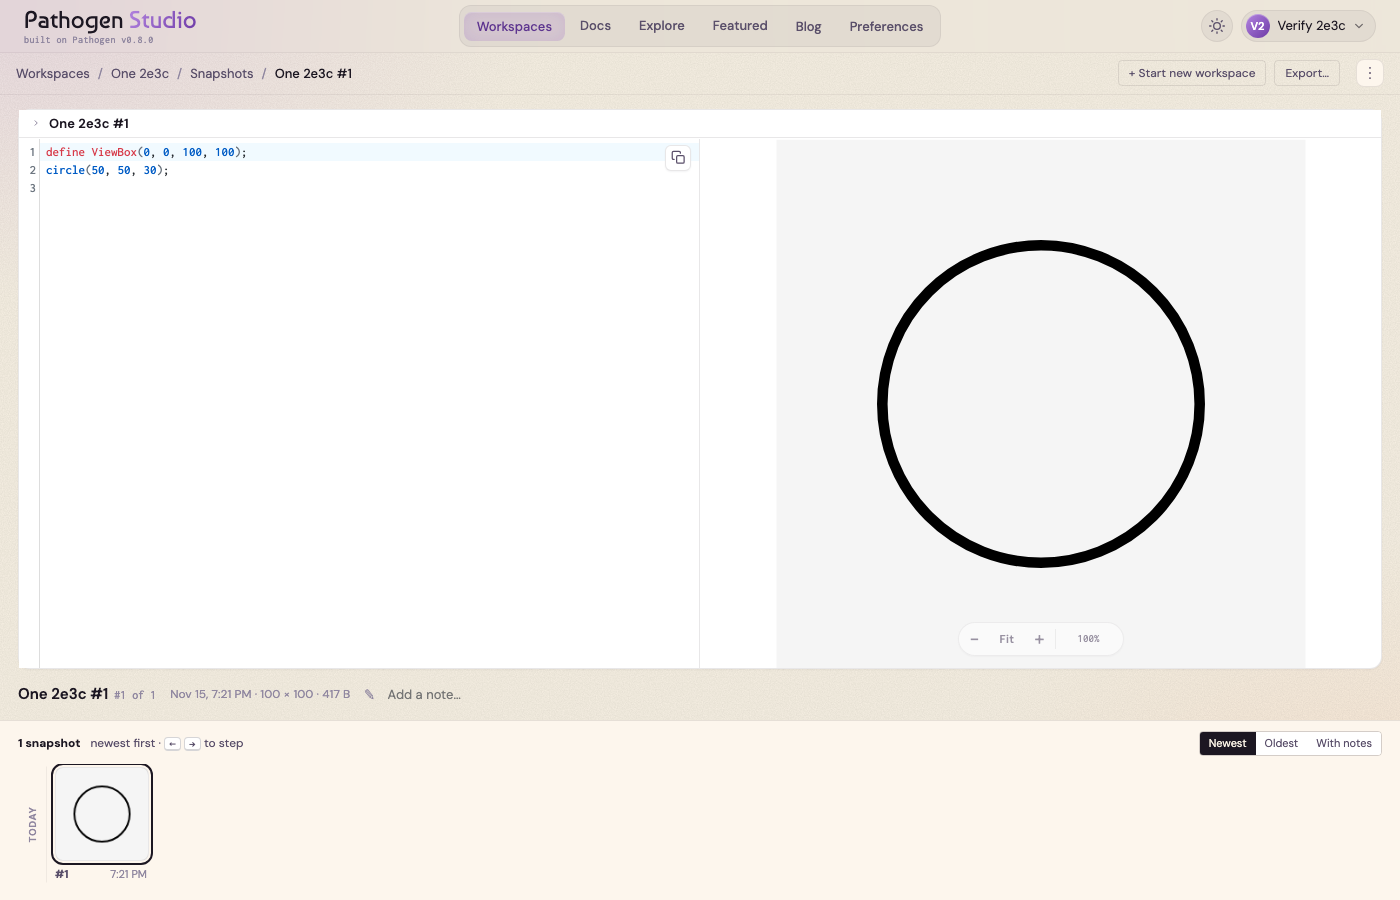 Pathogen Studio
built on Pathogen v0.8.0
Workspaces Docs Explore Featured Blog Preferences
V2 Verify 2e3c
Workspaces / One 2e3c / Snapshots / One 2e3c #1
+ Start new workspace Export...
One 2e3c #1
1 define ViewBox(0, 0, 100, 100);
2 circle(50, 50, 30);
3
− Fit + 100%
One 2e3c #1 #1 of 1 Nov 15, 7:21 PM · 100 × 100 · 417 B ✎ Add a note...
1 snapshot newest first · ← → to step
Newest Oldest With notes
TODAY
#1 7:21 PM